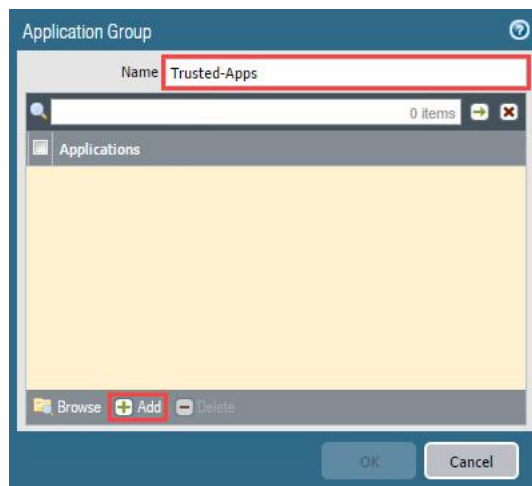 Application Group
Name Trusted-Apps
0 items
Applications
Browse Add Delete
OK Cancel